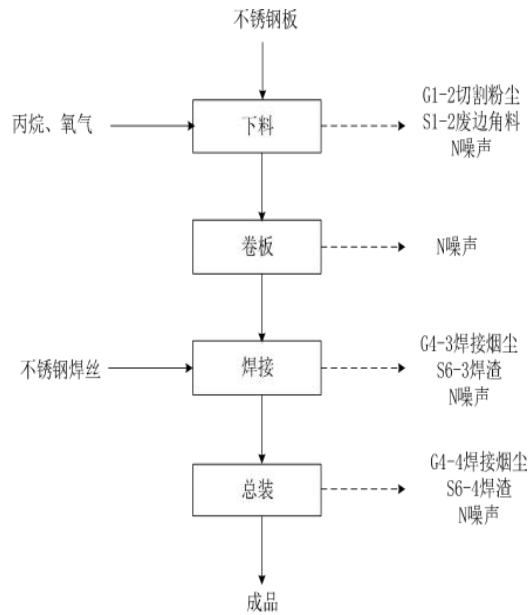 不锈钢板
丙烷、氧气
下料
G1-2切割粉尘
S1-2废边角料
N噪声
卷板
N噪声
不锈钢焊丝
焊接
G4-3焊接烟尘
S6-3焊渣
N噪声
总装
G4-4焊接烟尘
S6-4焊渣
N噪声
成品